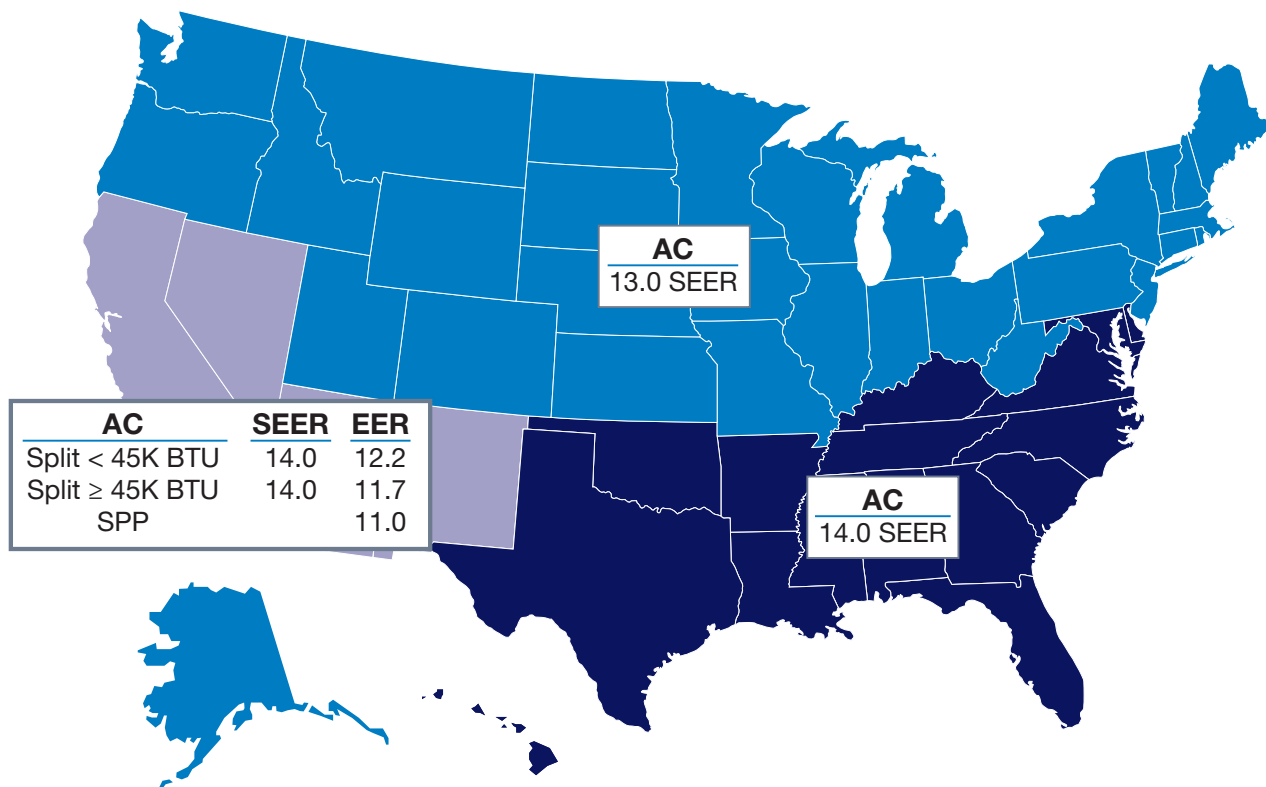 AC
13.0 SEER
AC SEER EER
Split < 45K BTU 14.0 12.2
Split ≥ 45K BTU 14.0 11.7
SPP 11.0
AC
14.0 SEER